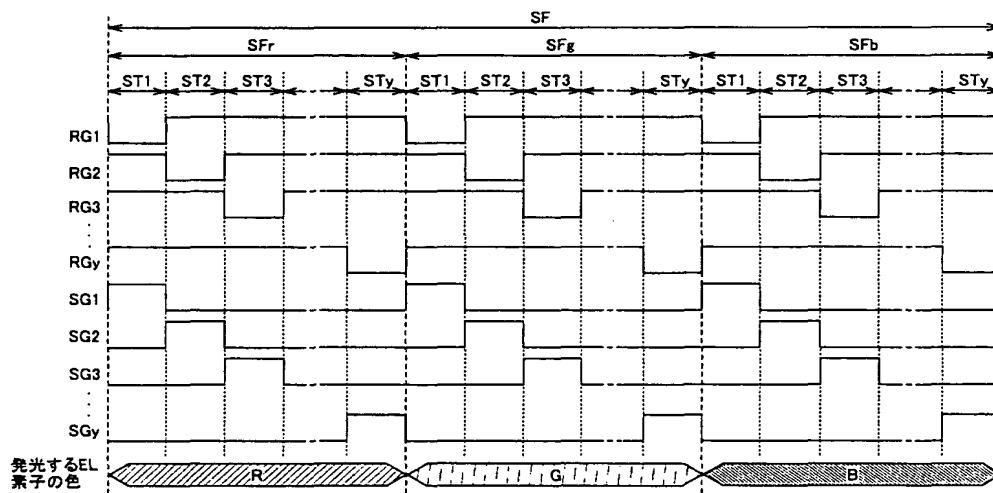 SF
SFr SFg SFb
ST1 ST2 ST3 STy ST1 ST2 ST3 STy ST1 ST2 ST3 STy
RG1
RG2
RG3
RGy
SG1
SG2
SG3
SGy
発光するEL
素子の色
R G B